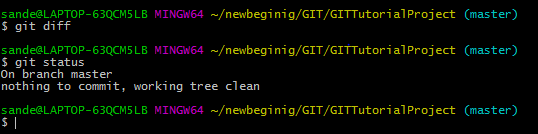 sande@LAPTOP-63QCM5LB MINGW64 ~/newbeginig/GIT/GITTutorialProject (master)
$ git diff
sande@LAPTOP-63QCM5LB MINGW64 ~/newbeginig/GIT/GITTutorialProject (master)
$ git status
On branch master
nothing to commit, working tree clean
sande@LAPTOP-63QCM5LB MINGW64 ~/newbeginig/GIT/GITTutorialProject (master)
$